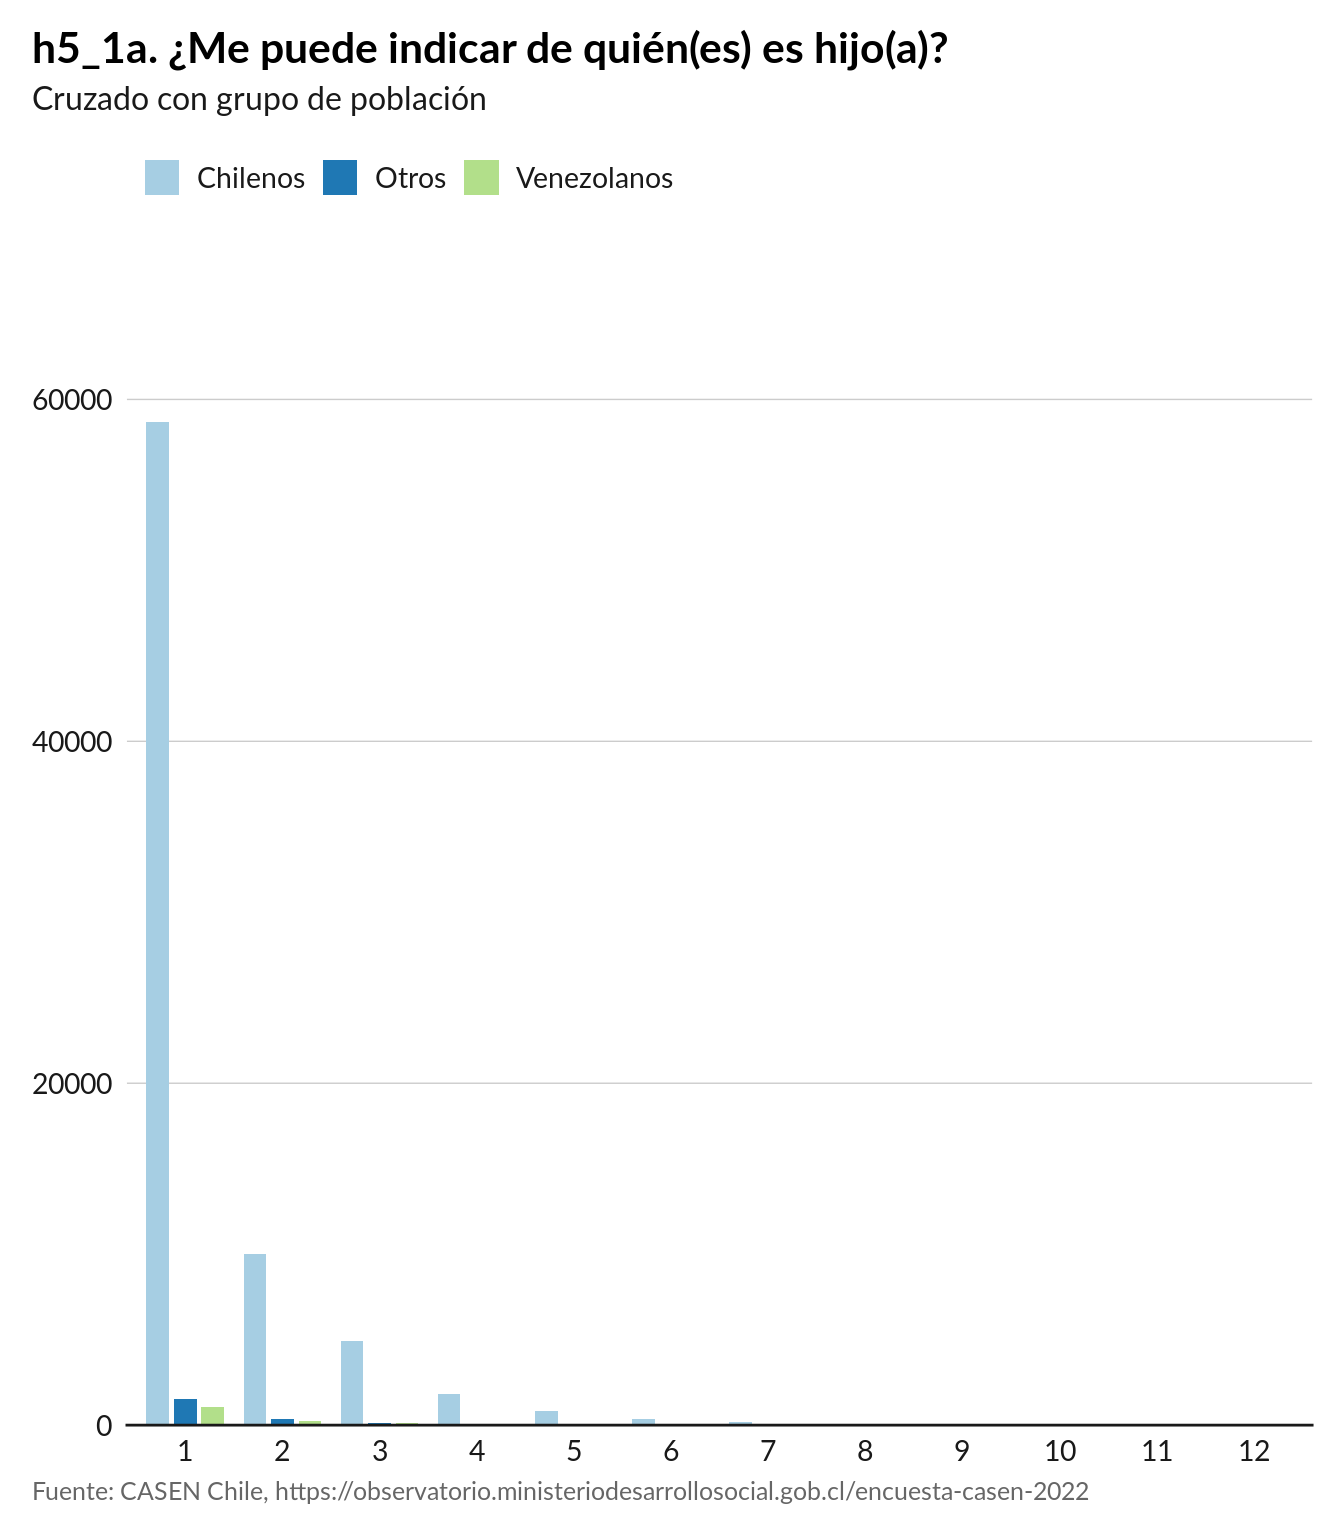 h5_1a. ¿Me puede indicar de quién(es) es hijo(a)?
Cruzado con grupo de población
Chilenos Otros Venezolanos
60000
40000
20000
0
1 2 3 4 5 6 7 8 9 10 11 12
Fuente: CASEN Chile, https://observatorio.ministeriodesarrollosocial.gob.cl/encuesta-casen-2022